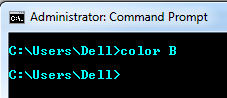 Administrator: Command Prompt
C:\Users\Dell>color B
C:\Users\Dell>